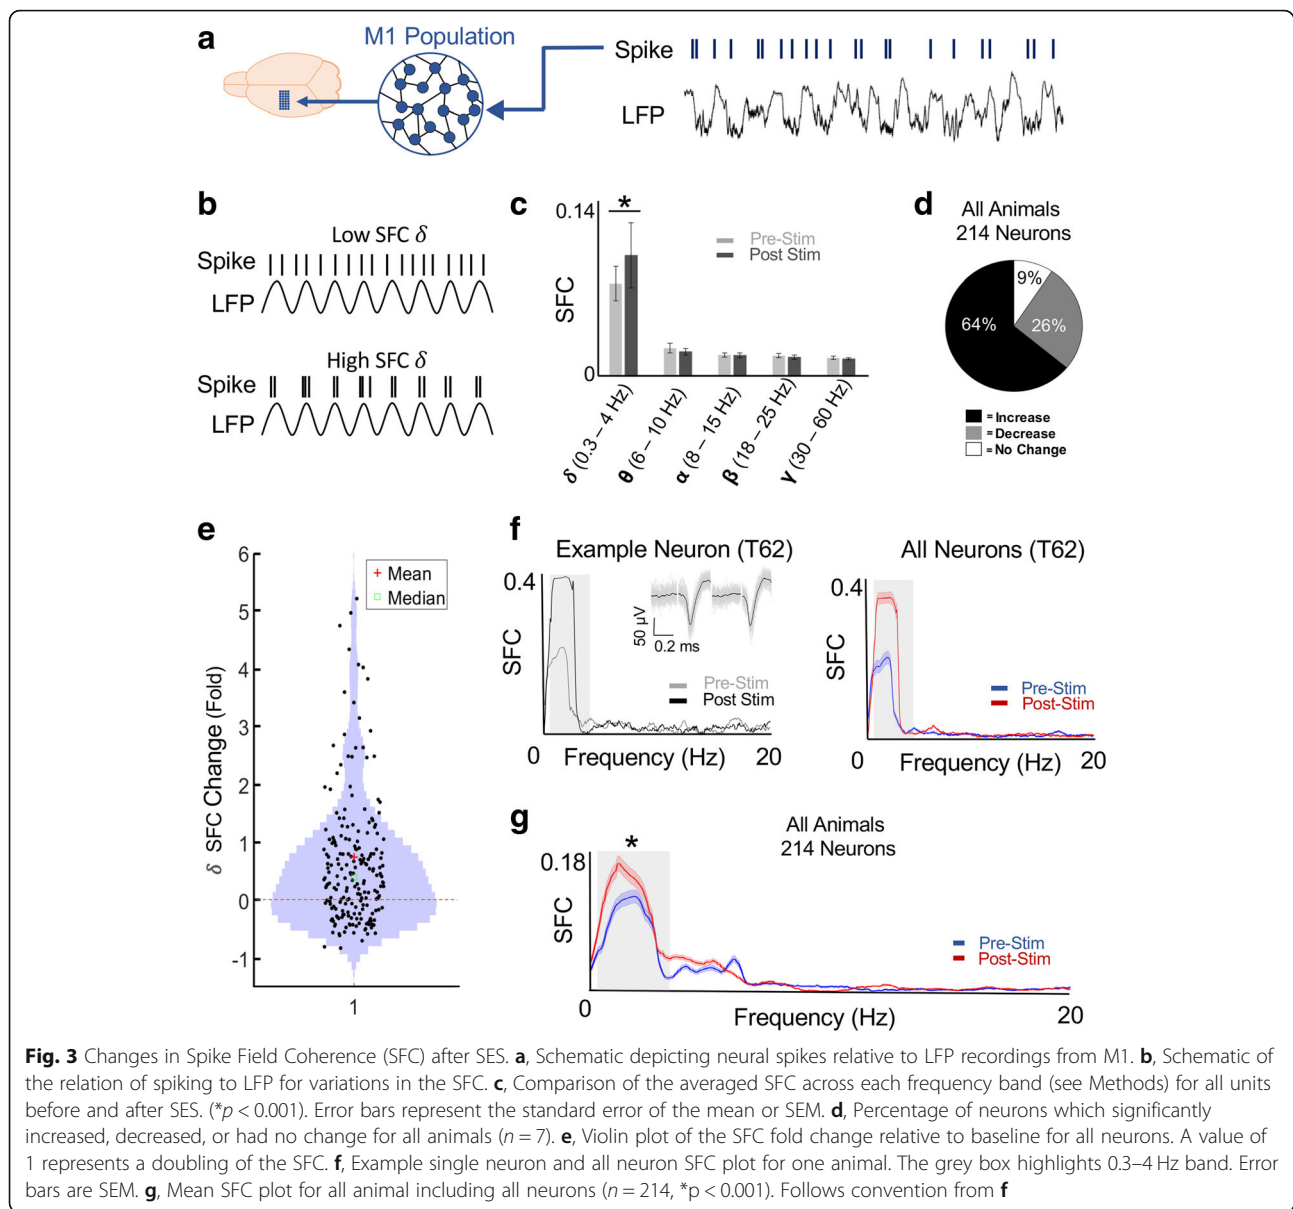 a
M1 Population
Spike
LFP
b
Low SFC δ
Spike
LFP
High SFC δ
Spike
LFP
c
0.14
*
Pre-Stim
Post Stim
SFC
0
δ (0.3 – 4 Hz)
θ (6 – 10 Hz)
α (8 – 15 Hz)
β (18 – 25 Hz)
γ (30 – 60 Hz)
d
All Animals
214 Neurons
9%
64%
26%
= Increase
= Decrease
= No Change
e
6
5
4
3
2
1
0
-1
δ SFC Change (Fold)
+ Mean
Median
1
f
Example Neuron (T62)
0.4
SFC
50 µV
0.2 ms
Pre-Stim
Post Stim
0
Frequency (Hz)
20
All Neurons (T62)
0.4
SFC
Pre-Stim
Post-Stim
0
Frequency (Hz)
20
g
All Animals
214 Neurons
*
0.18
SFC
Pre-Stim
Post-Stim
0
Frequency (Hz)
20
Fig. 3 Changes in Spike Field Coherence (SFC) after SES. a, Schematic depicting neural spikes relative to LFP recordings from M1. b, Schematic of
the relation of spiking to LFP for variations in the SFC. c, Comparison of the averaged SFC across each frequency band (see Methods) for all units
before and after SES. (*p < 0.001). Error bars represent the standard error of the mean or SEM. d, Percentage of neurons which significantly
increased, decreased, or had no change for all animals (n = 7). e, Violin plot of the SFC fold change relative to baseline for all neurons. A value of
1 represents a doubling of the SFC. f, Example single neuron and all neuron SFC plot for one animal. The grey box highlights 0.3–4 Hz band. Error
bars are SEM. g, Mean SFC plot for all animal including all neurons (n = 214, *p < 0.001). Follows convention from f